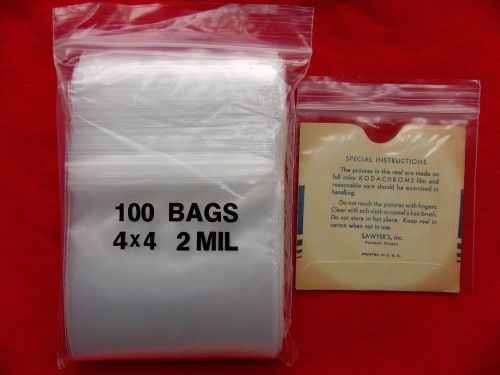 100 BAGS
4x4 2 MIL
SPECIAL INSTRUCTIONS
The pictures in this reel are made on
full color KODACHROME film and
reasonable care should be exercised in
handling.
Do not touch the pictures with fingers
Clean with soft cloth or camel's hair brush.
Do not store in hot place. Keep reel in
carton when not in use.
SAWYER'S, Inc.
Portland, Oregon
PRINTED IN U. S. A.